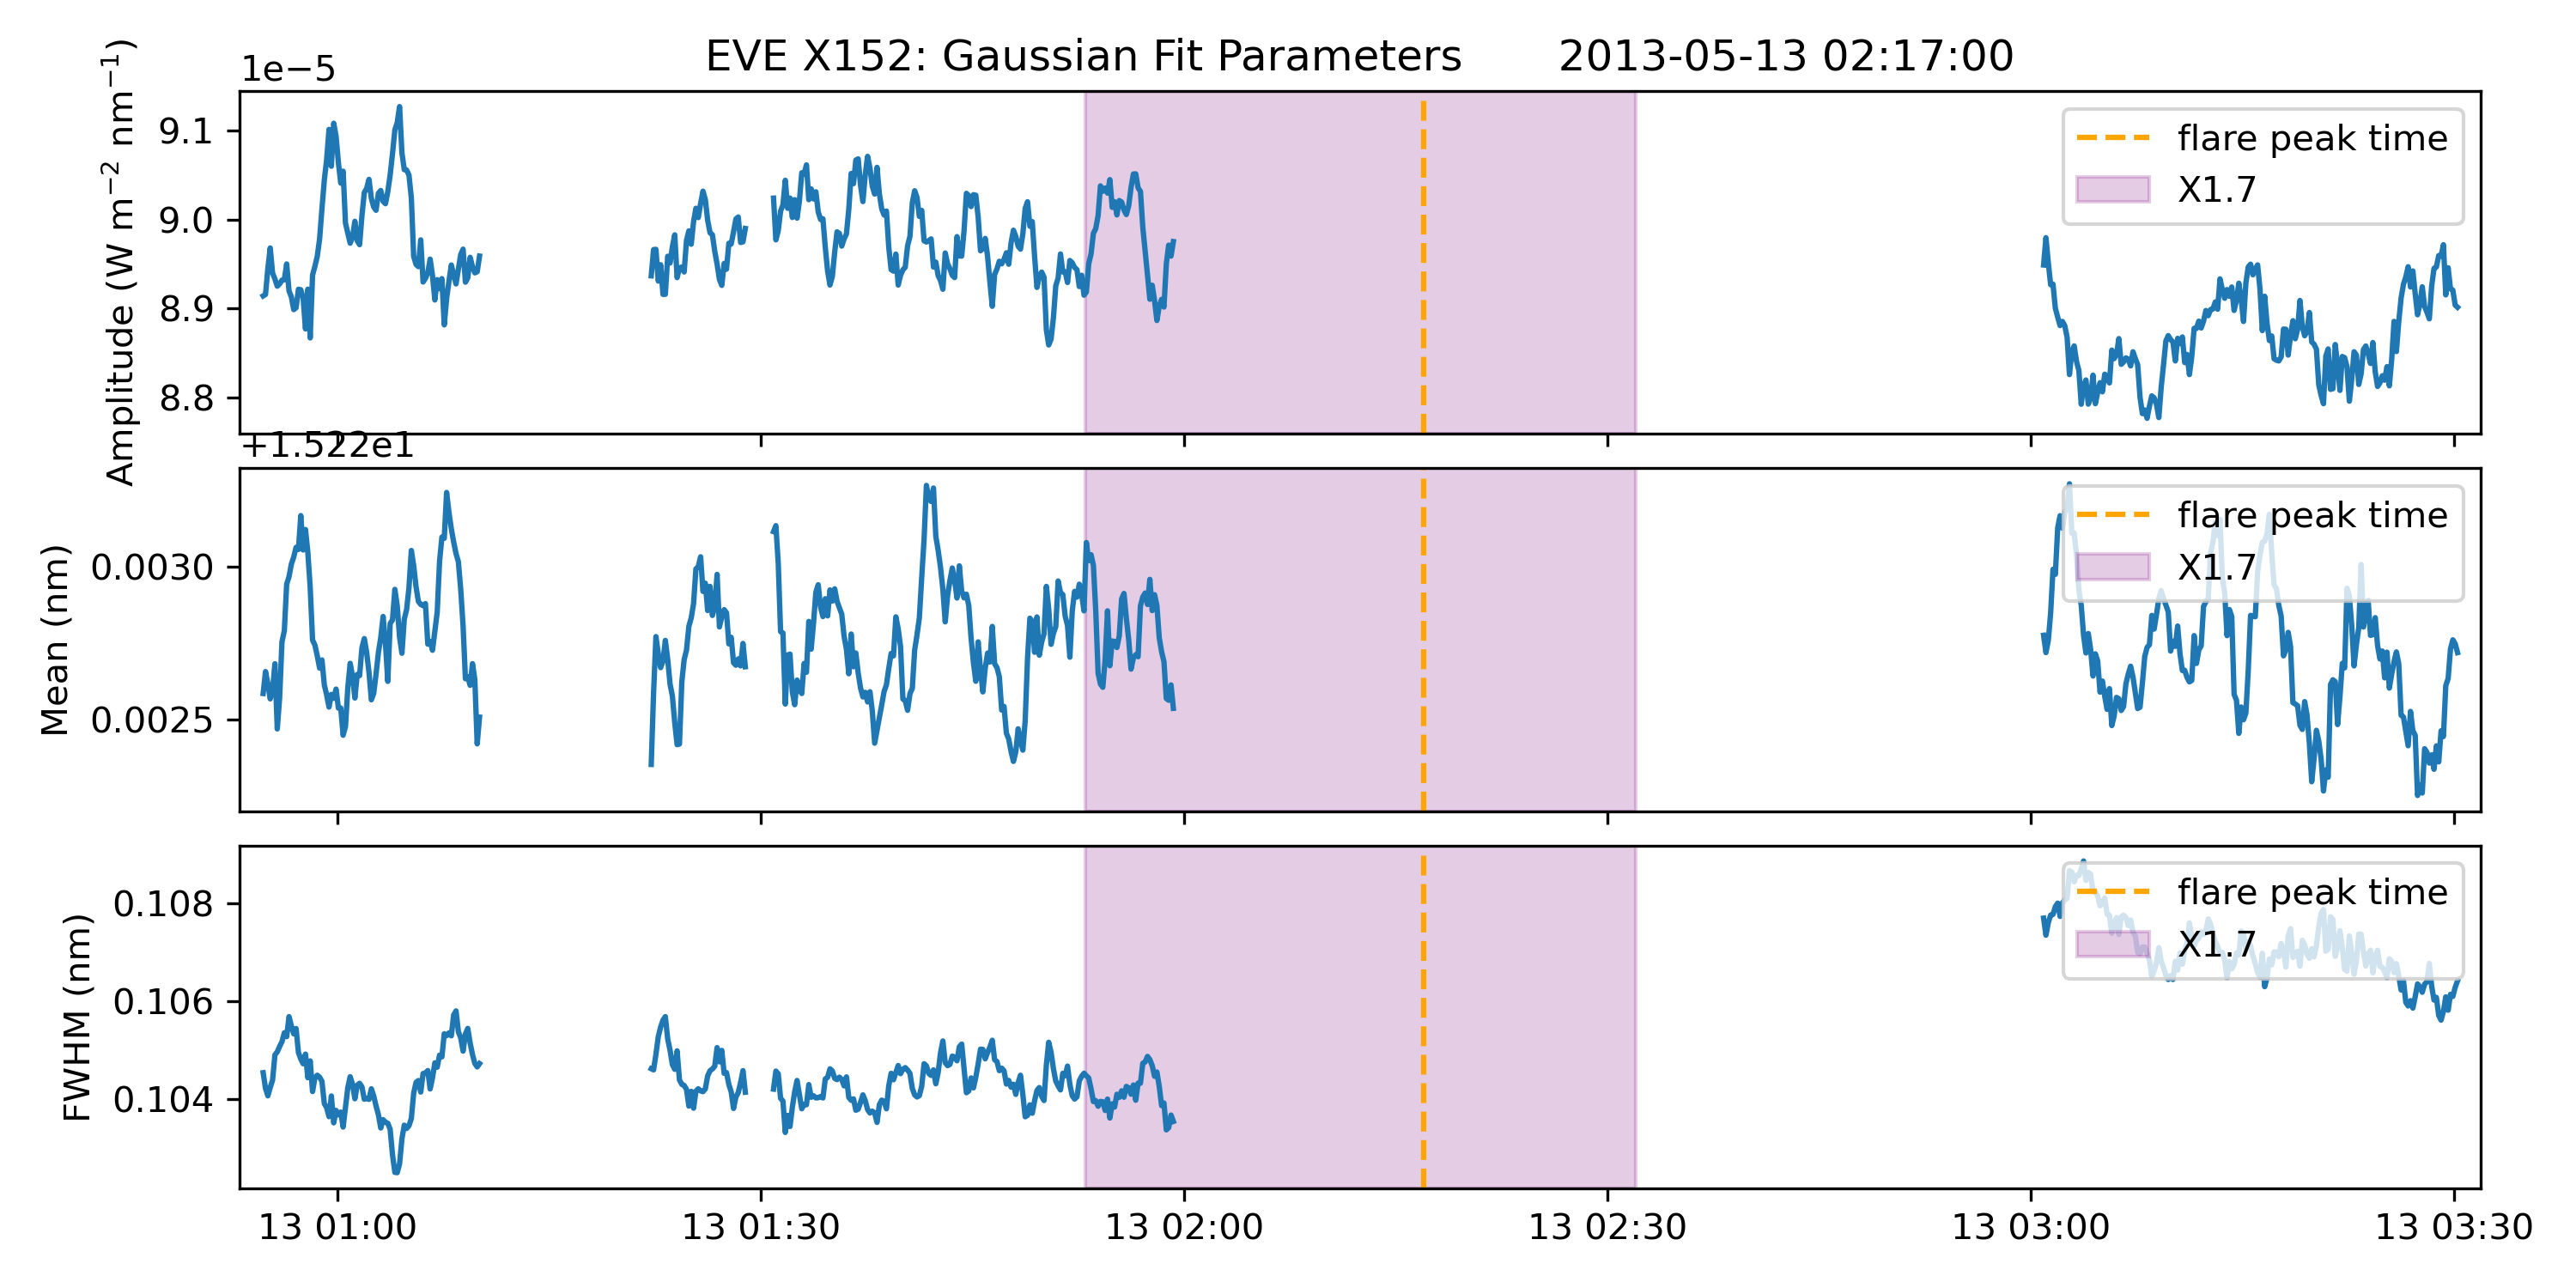 EVE X152: Gaussian Fit Parameters 2013-05-13 02:17:00
1e−5
Amplitude (W m⁻² nm⁻¹)
9.1
9.0
8.9
8.8
flare peak time
X1.7
+1.522e1
Mean (nm)
0.0030
0.0025
flare peak time
X1.7
FWHM (nm)
0.108
0.106
0.104
flare peak time
X1.7
13 01:00 13 01:30 13 02:00 13 02:30 13 03:00 13 03:30